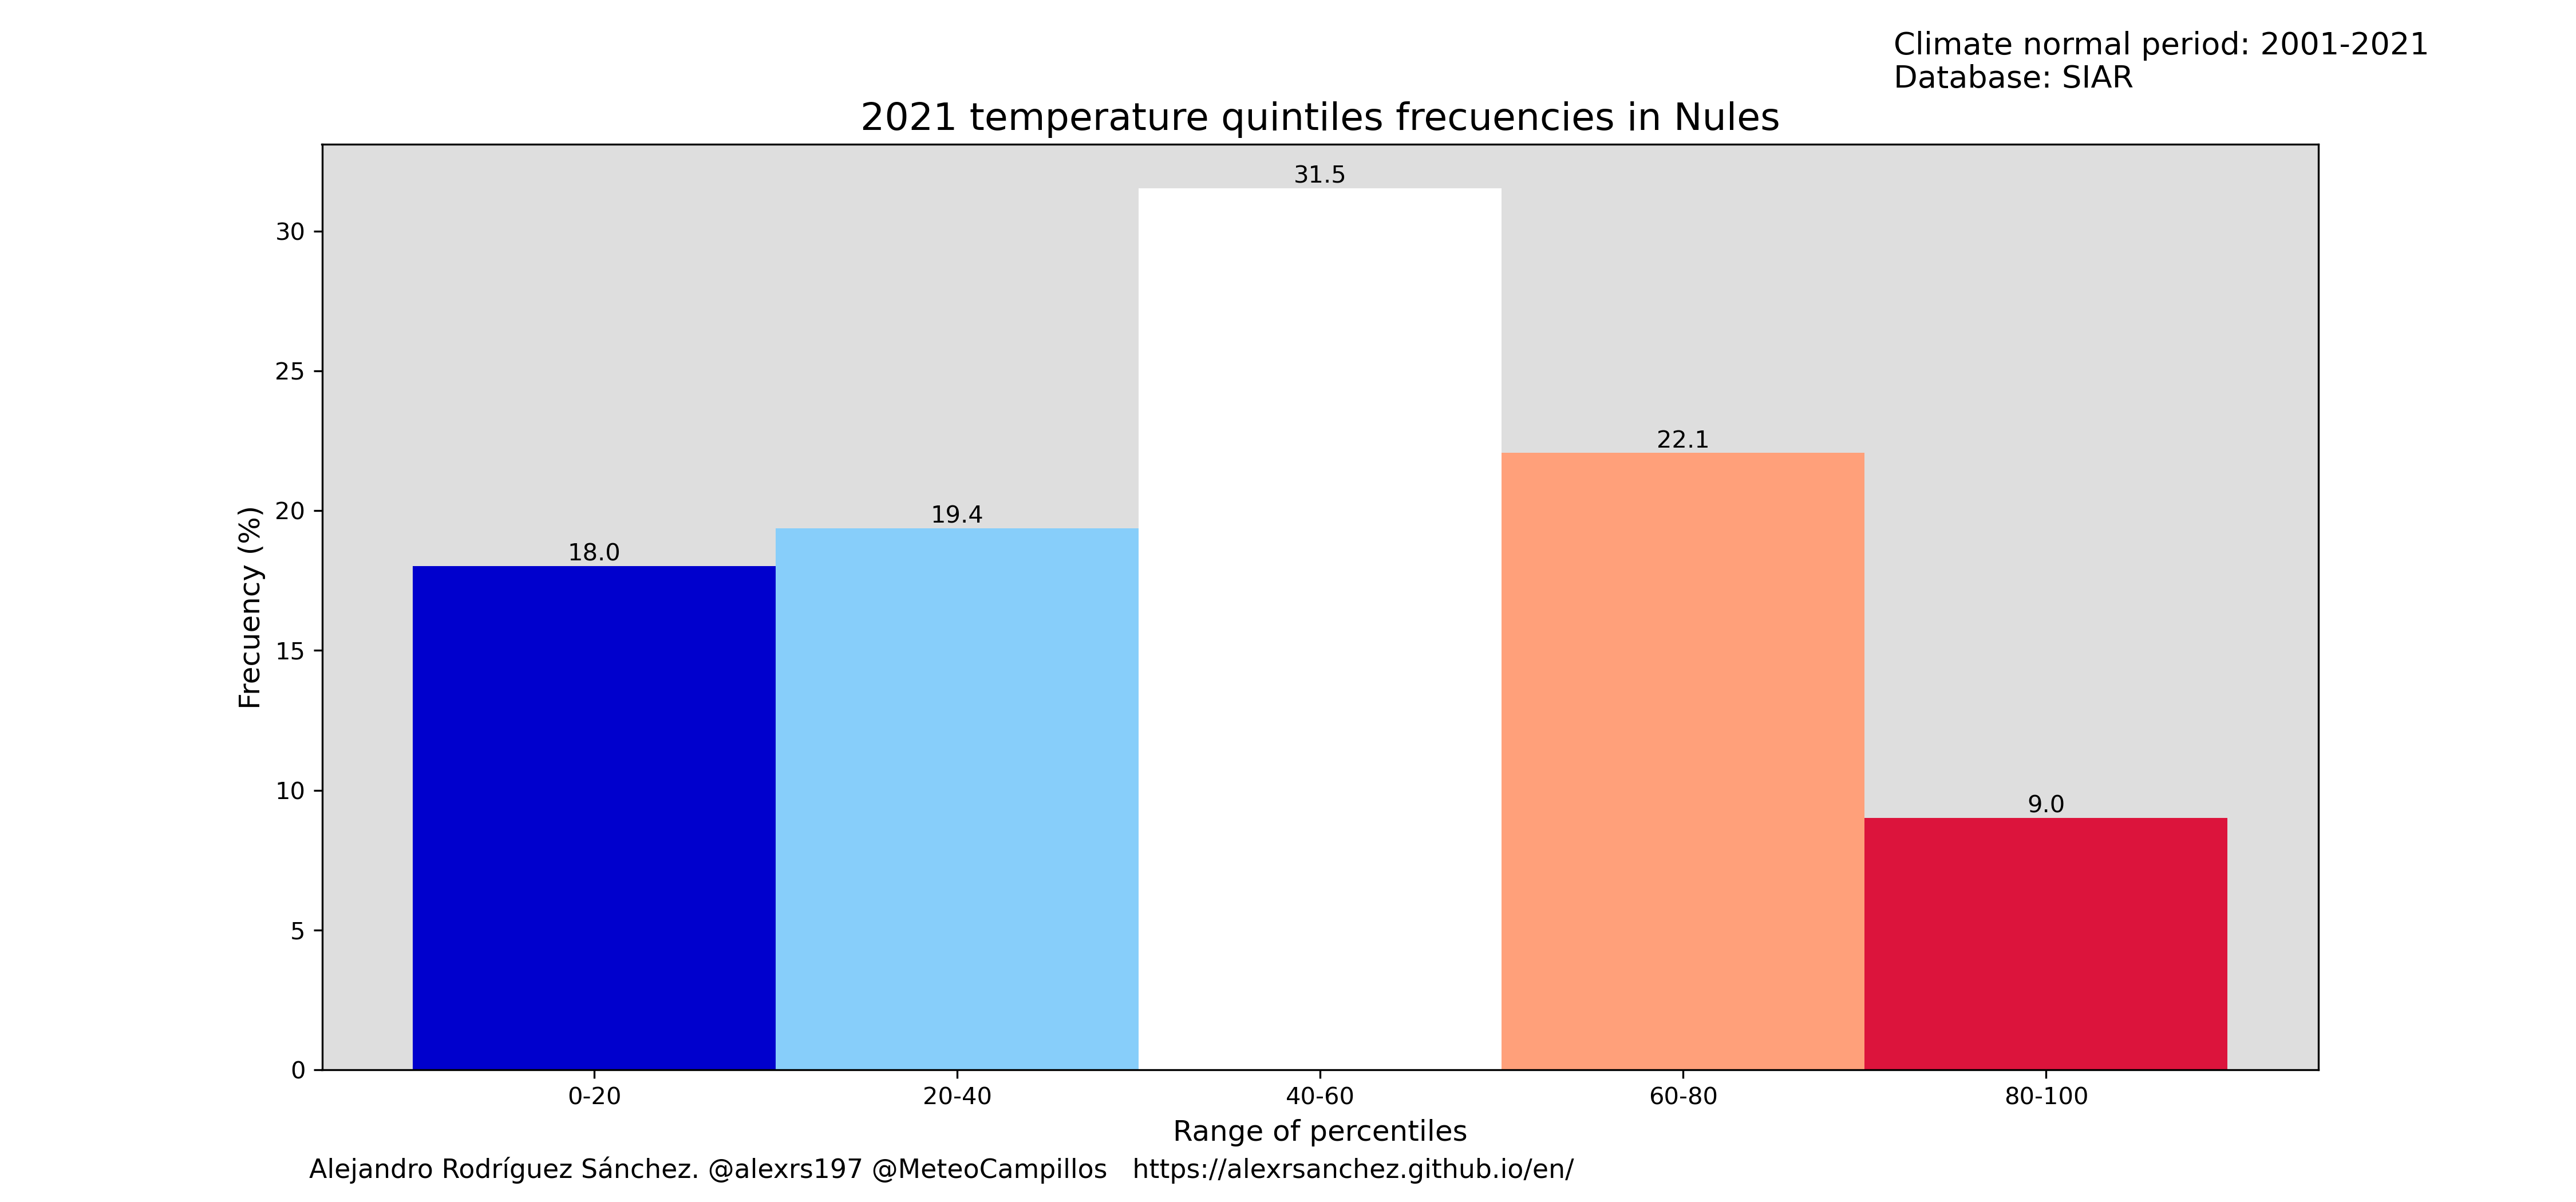 Climate normal period: 2001-2021
Database: SIAR
2021 temperature quintiles frecuencies in Nules
31.5
30
25
22.1
19.4
20
18.0
15
10
9.0
5
0
Frecuency (%)
0-20 20-40 40-60 60-80 80-100
Range of percentiles
Alejandro Rodríguez Sánchez. @alexrs197 @MeteoCampillos https://alexrsanchez.github.io/en/